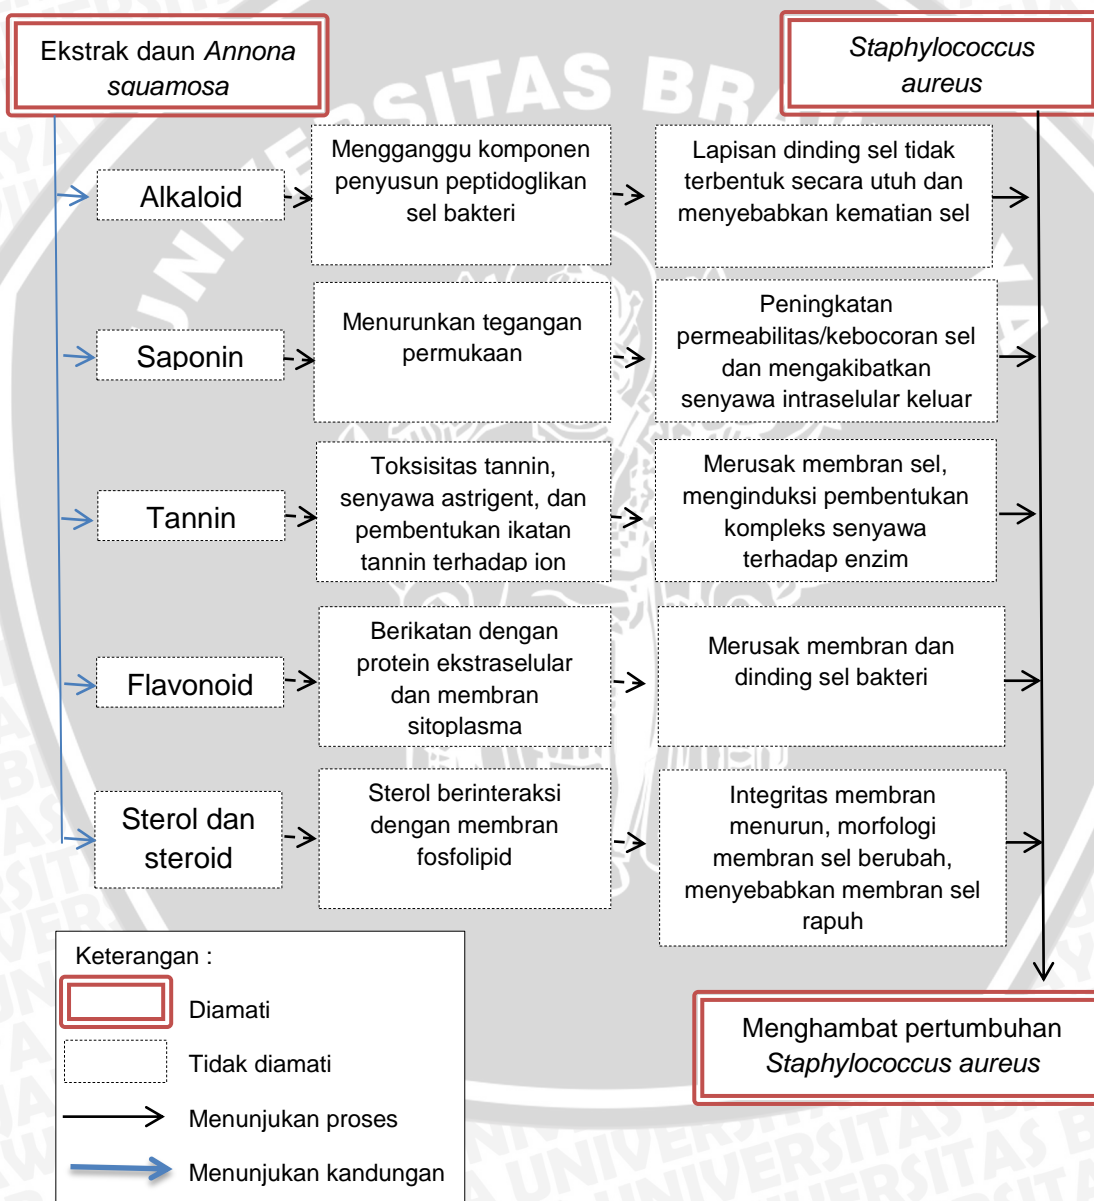 Ekstrak daun Annona
squamosa
Staphylococcus
aureus
Alkaloid
Mengganggu komponen
penyusun peptidoglikan
sel bakteri
Lapisan dinding sel tidak
terbentuk secara utuh dan
menyebabkan kematian sel
Saponin
Menurunkan tegangan
permukaan
Peningkatan
permeabilitas/kebocoran sel
dan mengakibatkan
senyawa intraselular keluar
Tannin
Toksisitas tannin,
senyawa astrigent, dan
pembentukan ikatan
tannin terhadap ion
Merusak membran sel,
menginduksi pembentukan
kompleks senyawa
terhadap enzim
Flavonoid
Berikatan dengan
protein ekstraselular
dan membran
sitoplasma
Merusak membran dan
dinding sel bakteri
Sterol dan
steroid
Sterol berinteraksi
dengan membran
fosfolipid
Integritas membran
menurun, morfologi
membran sel berubah,
menyebabkan membran sel
rapuh
Keterangan :
Diamati
Tidak diamati
Menunjukan proses
Menunjukan kandungan
Menghambat pertumbuhan
Staphylococcus aureus